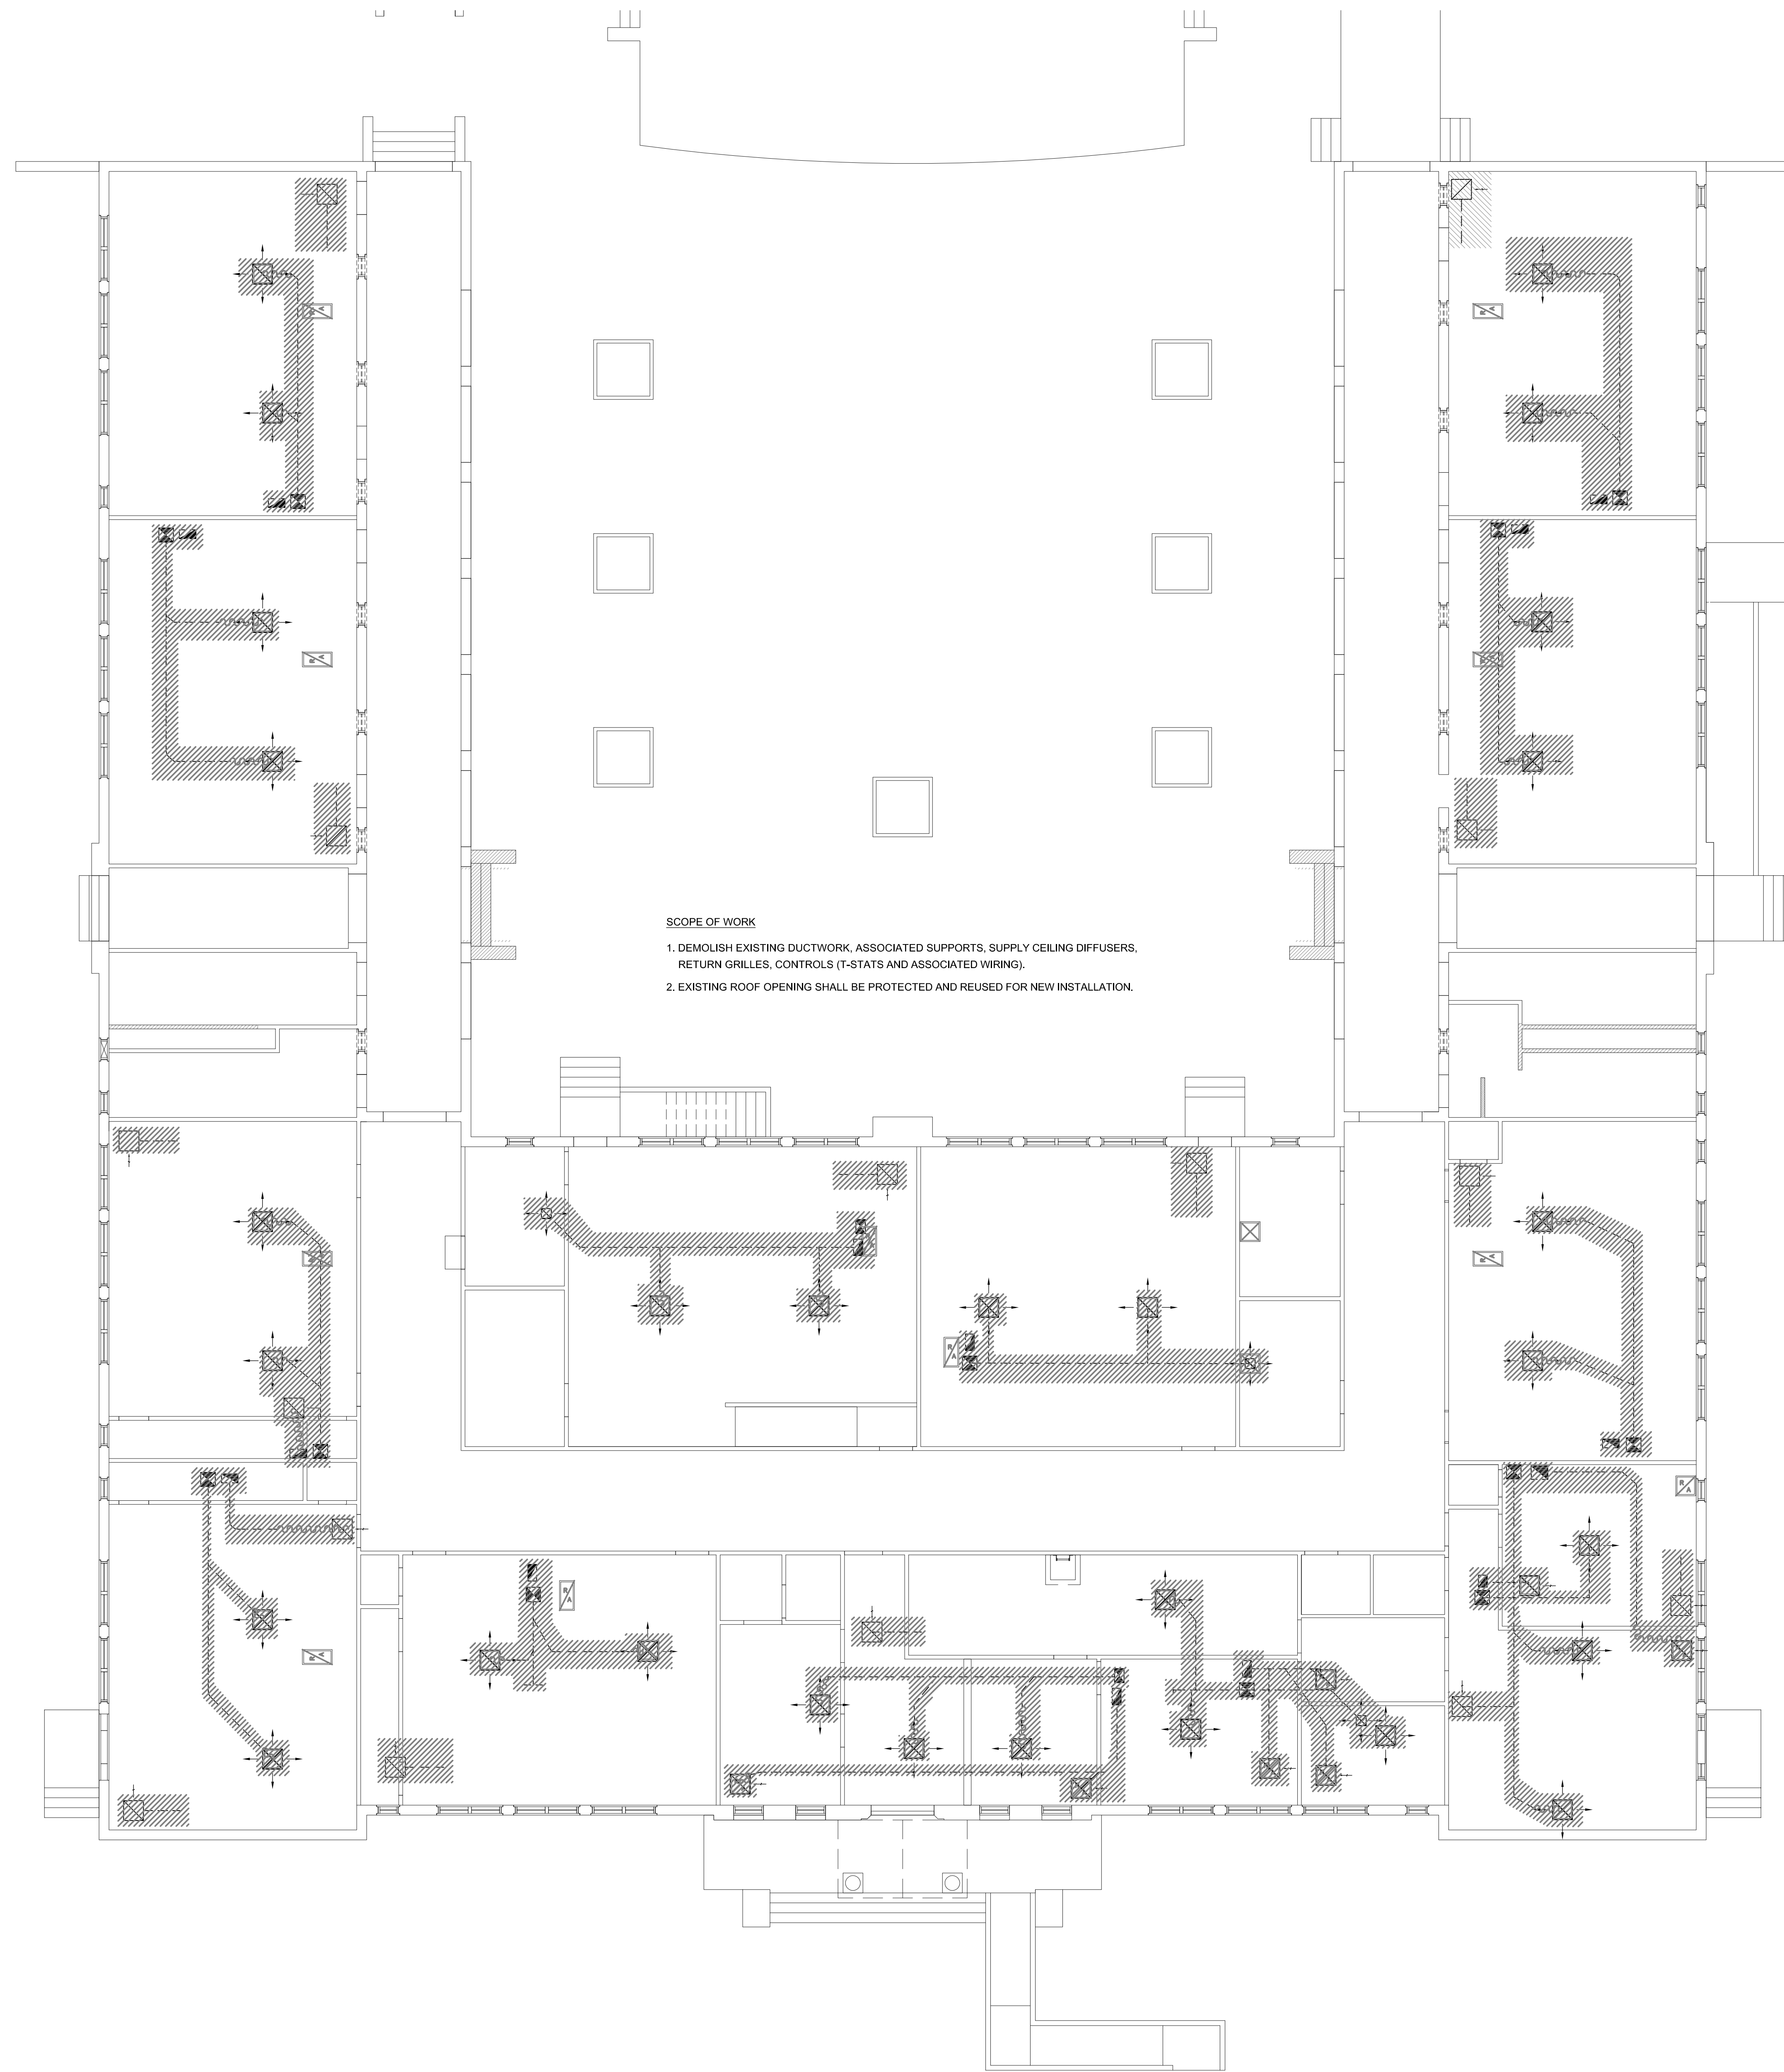 R A
R A
R A
R A
SCOPE OF WORK
1. DEMOLISH EXISTING DUCTWORK, ASSOCIATED SUPPORTS, SUPPLY CEILING DIFFUSERS,
RETURN GRILLES, CONTROLS (T-STATS AND ASSOCIATED WIRING).
2. EXISTING ROOF OPENING SHALL BE PROTECTED AND REUSED FOR NEW INSTALLATION.
R A
R A
R A
R A
R A
R A
R A
R A